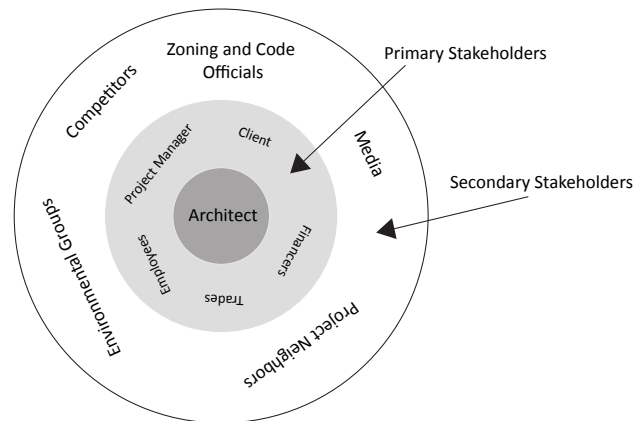 Zoning and Code
Officials
Primary Stakeholders
Competitors
Client
Project Manager
Media
Secondary Stakeholders
Architect
Environmental Groups
Employees
Financers
Trades
Project Neighbors